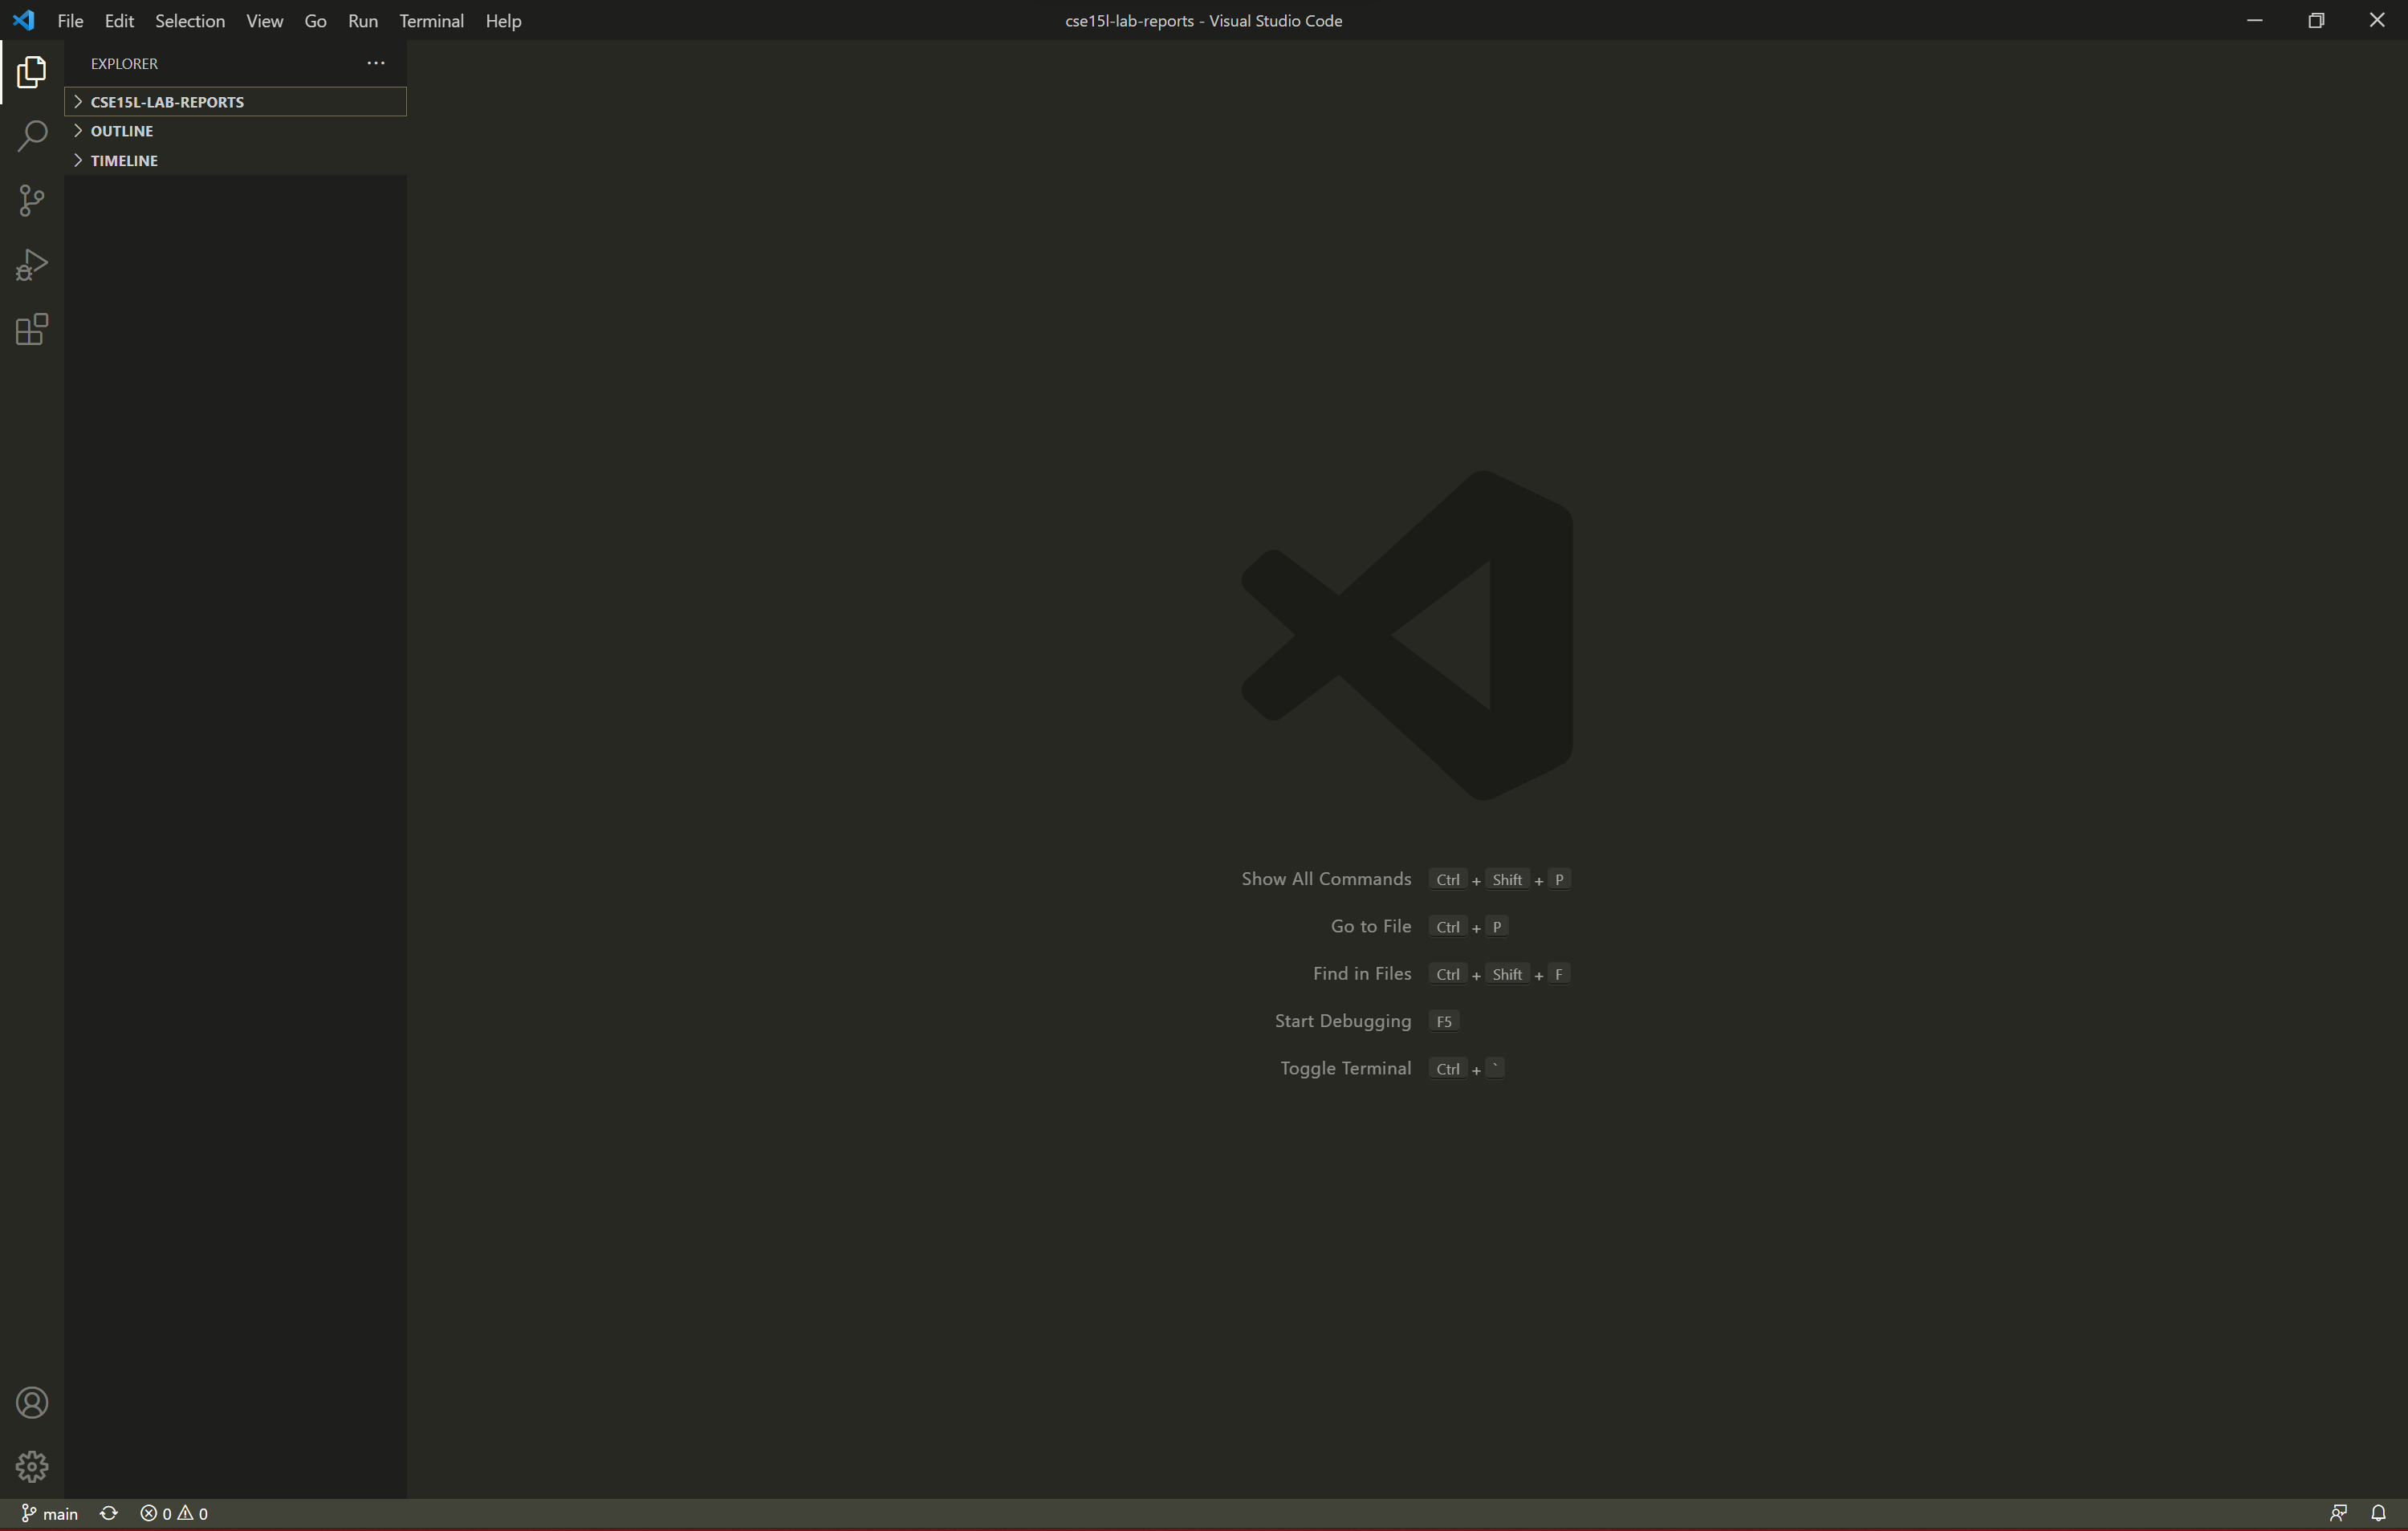 File Edit Selection View Go Run Terminal Help cse15l-lab-reports - Visual Studio Code
EXPLORER
CSE15L-LAB-REPORTS
OUTLINE
TIMELINE
Show All Commands Ctrl + Shift + P
Go to File Ctrl + P
Find in Files Ctrl + Shift + F
Start Debugging F5
Toggle Terminal Ctrl + `
main 0 0